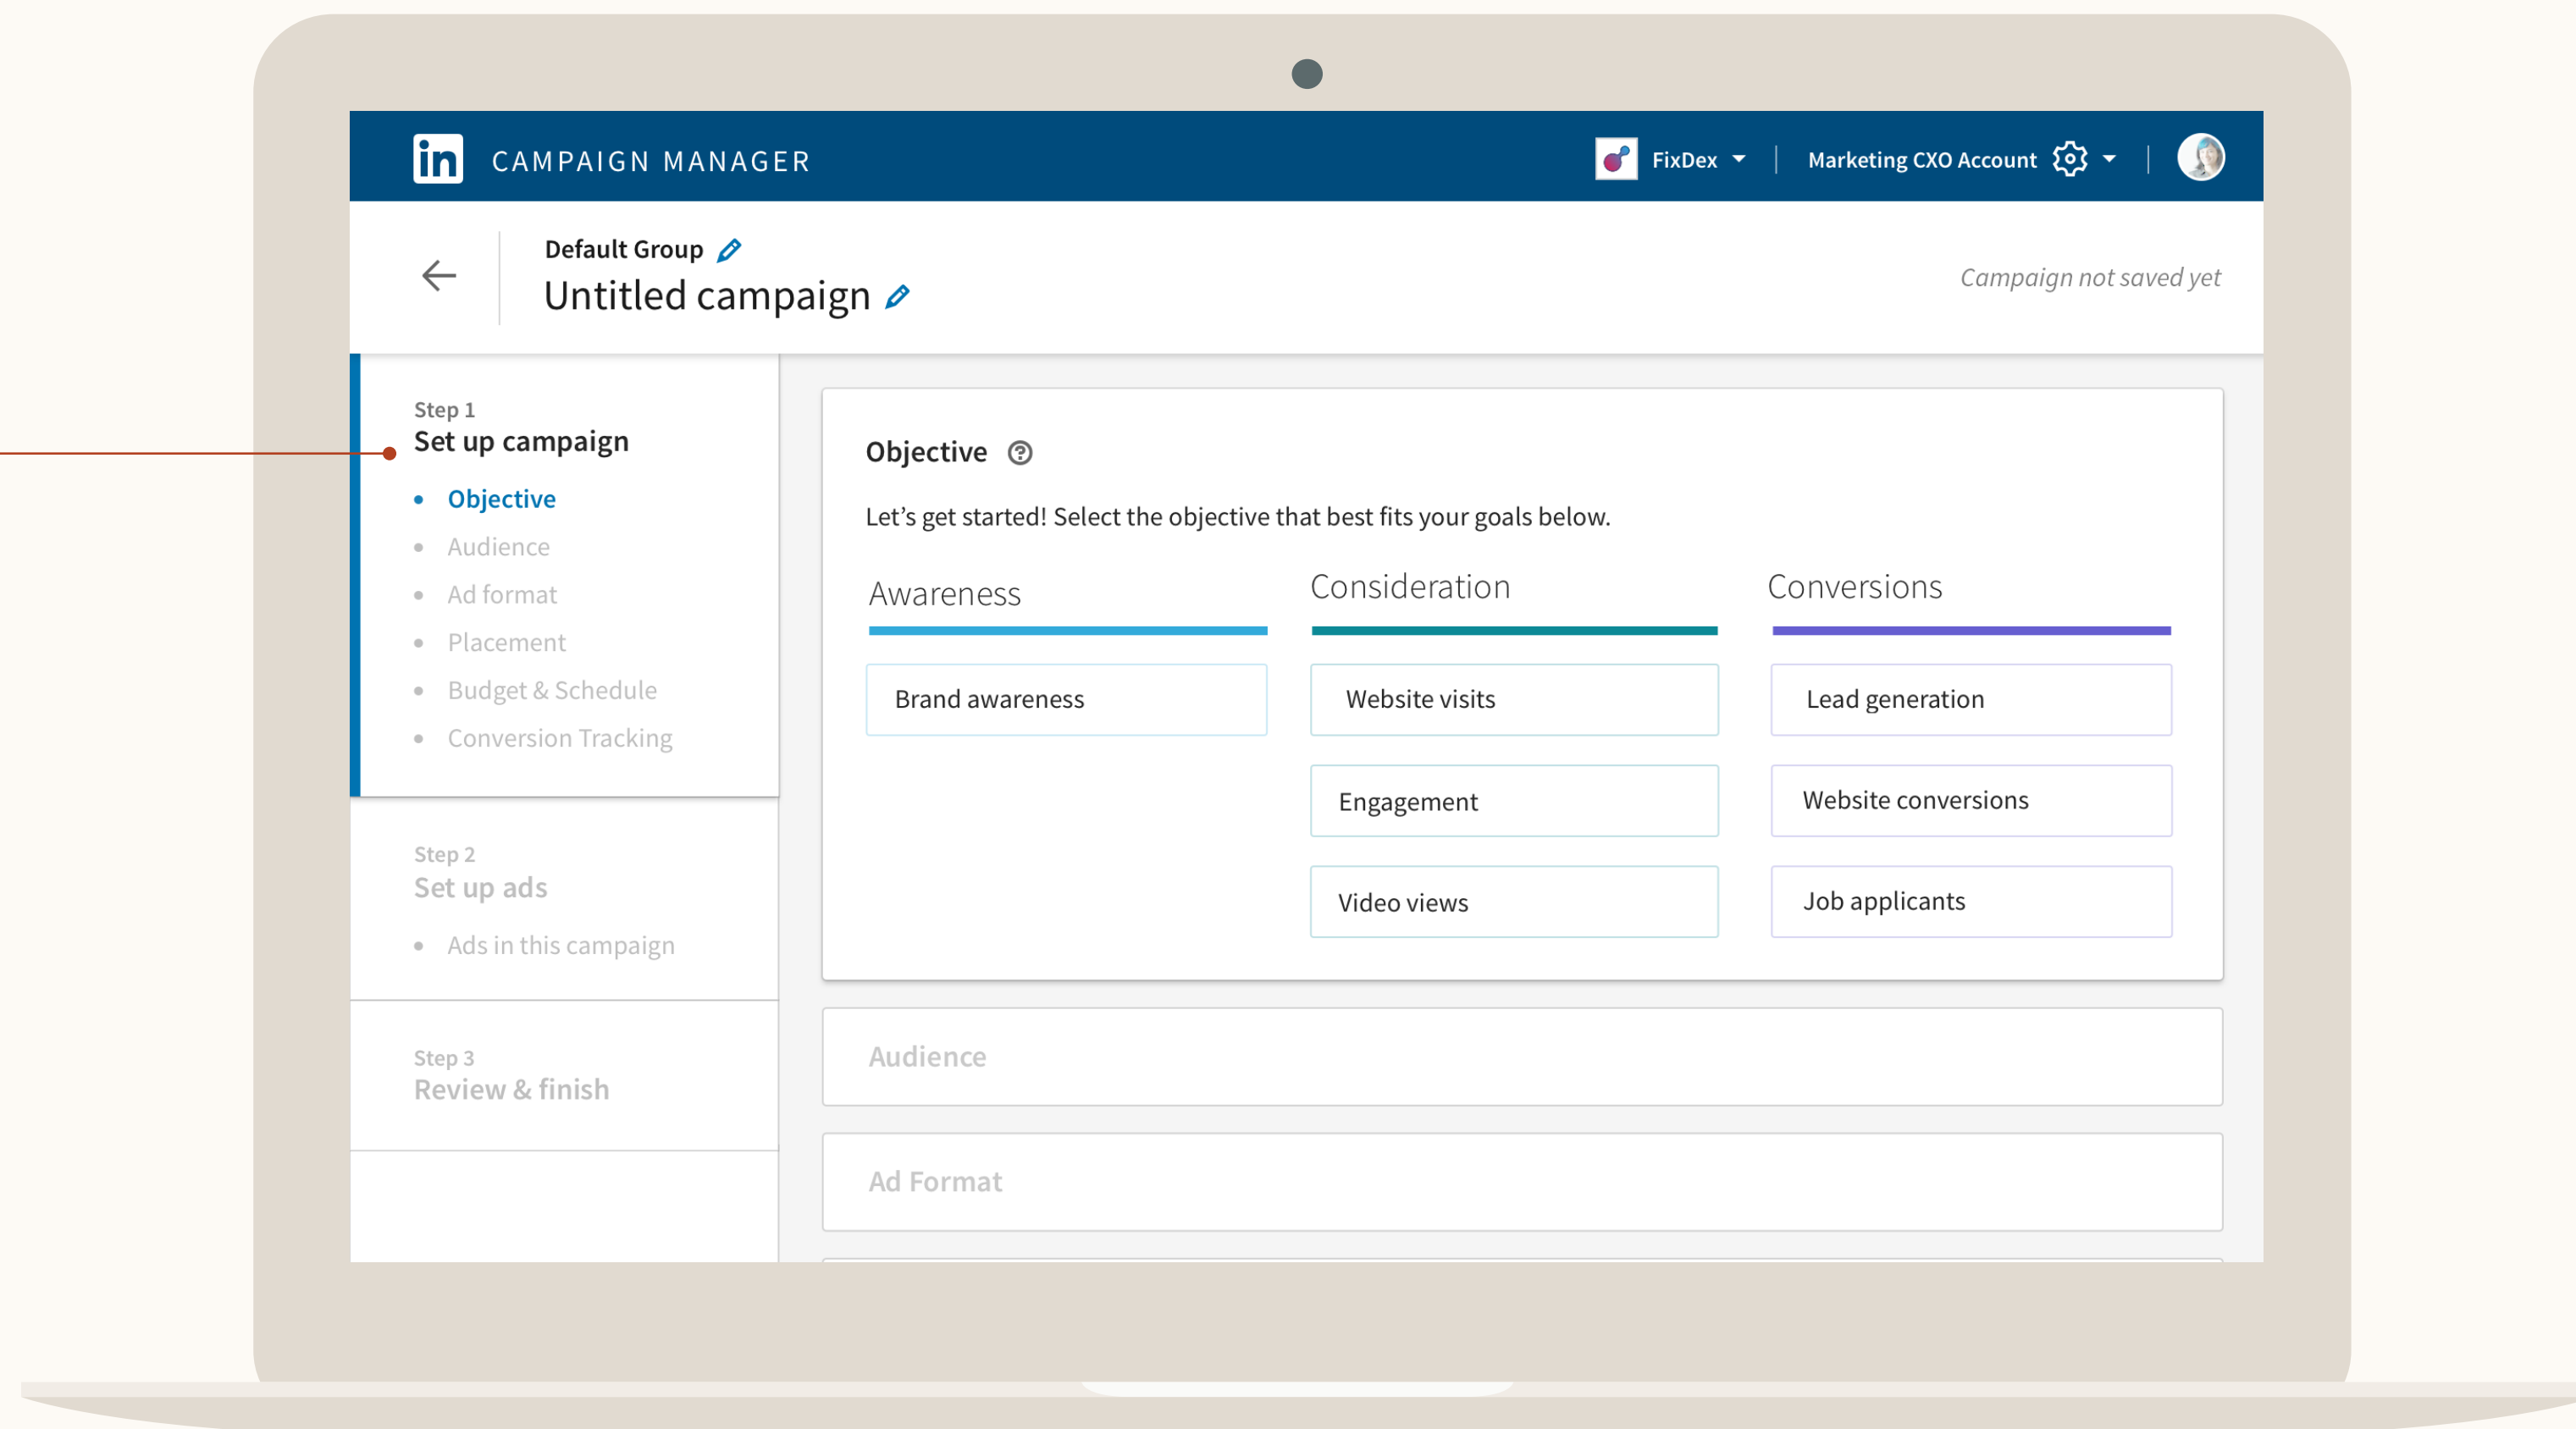 in CAMPAIGN MANAGER
FixDex
Marketing CXO Account
Default Group
Untitled campaign
Campaign not saved yet
Step 1
Set up campaign
Objective
Audience
Ad format
Placement
Budget & Schedule
Conversion Tracking
Step 2
Set up ads
Ads in this campaign
Step 3
Review & finish
Objective ?
Let’s get started! Select the objective that best fits your goals below.
Awareness
Brand awareness
Consideration
Website visits
Engagement
Video views
Conversions
Lead generation
Website conversions
Job applicants
Audience
Ad Format